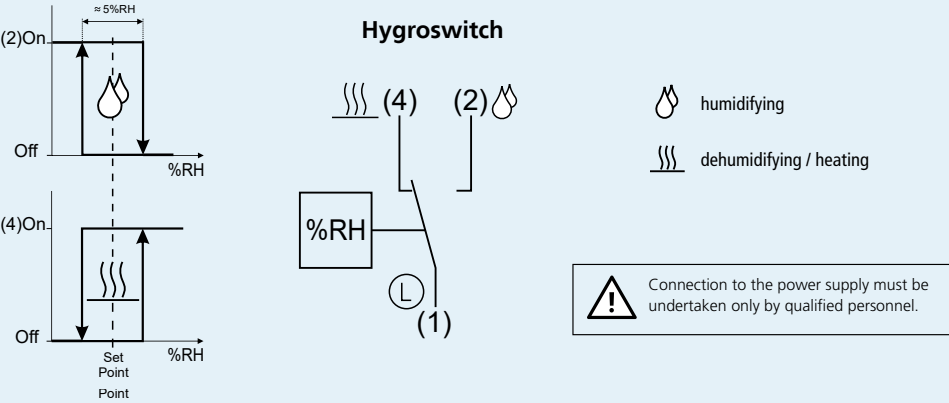 ≈ 5%RH
(2)On
Off
%RH
(4)On
Off
%RH
Set
Point
Point
Hygroswitch
(4)
(2)
%RH
L
(1)
humidifying
dehumidifying / heating
Connection to the power supply must be
undertaken only by qualified personnel.